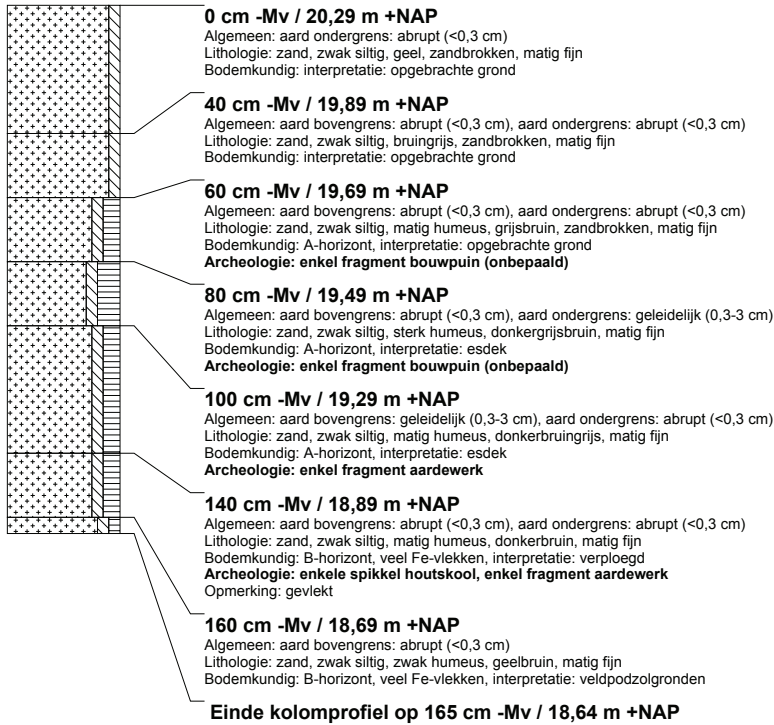 0 cm -Mv / 20,29 m +NAP
Algemeen: aard ondergrens: abrupt (<0,3 cm)
Lithologie: zand, zwak siltig, geel, zandbrokken, matig fijn
Bodemkundig: interpretatie: opgebrachte grond
40 cm -Mv / 19,89 m +NAP
Algemeen: aard bovengrens: abrupt (<0,3 cm), aard ondergrens: abrupt (<0,3 cm)
Lithologie: zand, zwak siltig, bruingrijs, zandbrokken, matig fijn
Bodemkundig: interpretatie: opgebrachte grond
60 cm -Mv / 19,69 m +NAP
Algemeen: aard bovengrens: abrupt (<0,3 cm), aard ondergrens: abrupt (<0,3 cm)
Lithologie: zand, zwak siltig, matig humeus, grijsbruin, zandbrokken, matig fijn
Bodemkundig: A-horizont, interpretatie: opgebrachte grond
Archeologie: enkel fragment bouwpuin (onbepaald)
80 cm -Mv / 19,49 m +NAP
Algemeen: aard bovengrens: abrupt (<0,3 cm), aard ondergrens: geleidelijk (0,3-3 cm)
Lithologie: zand, zwak siltig, sterk humeus, donkergrijsbruin, matig fijn
Bodemkundig: A-horizont, interpretatie: esdek
Archeologie: enkel fragment bouwpuin (onbepaald)
100 cm -Mv / 19,29 m +NAP
Algemeen: aard bovengrens: geleidelijk (0,3-3 cm), aard ondergrens: abrupt (<0,3 cm)
Lithologie: zand, zwak siltig, matig humeus, donkerbruingrijs, matig fijn
Bodemkundig: A-horizont, interpretatie: esdek
Archeologie: enkel fragment aardewerk
140 cm -Mv / 18,89 m +NAP
Algemeen: aard bovengrens: abrupt (<0,3 cm), aard ondergrens: abrupt (<0,3 cm)
Lithologie: zand, zwak siltig, matig humeus, donkerbruin, matig fijn
Bodemkundig: B-horizont, veel Fe-vlekken, interpretatie: verploegd
Archeologie: enkele spikkel houtskool, enkel fragment aardewerk
Opmerking: gevlekt
160 cm -Mv / 18,69 m +NAP
Algemeen: aard bovengrens: abrupt (<0,3 cm)
Lithologie: zand, zwak siltig, zwak humeus, geelbruin, matig fijn
Bodemkundig: B-horizont, veel Fe-vlekken, interpretatie: veldpodzolgronden
Einde kolomprofiel op 165 cm -Mv / 18,64 m +NAP